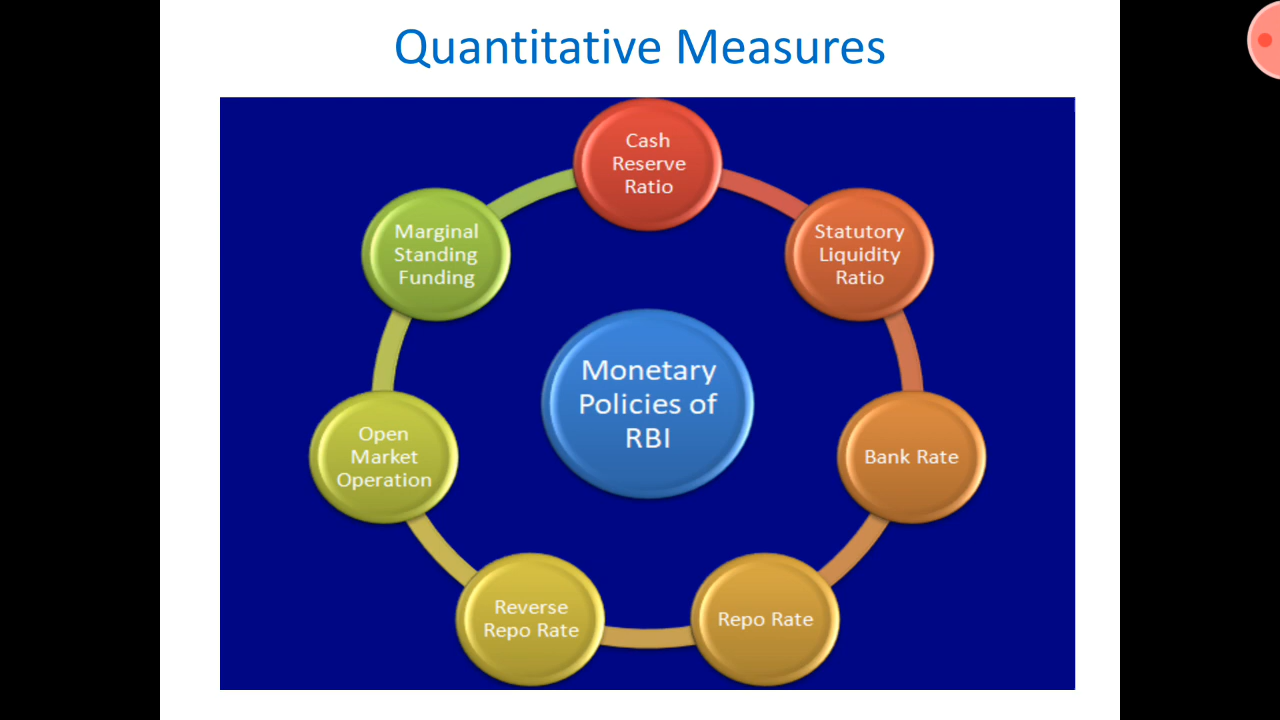 Quantitative Measures
Cash
Reserve
Ratio
Statutory
Liquidity
Ratio
Bank Rate
Repo Rate
Reverse
Repo Rate
Open
Market
Operation
Marginal
Standing
Funding
Monetary
Policies of
RBI